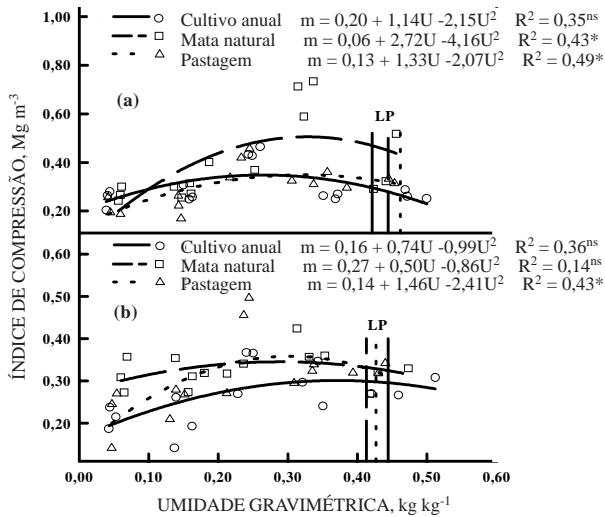 1,00
Cultivo anual m = 0,20 + 1,14U -2,15U² R² = 0,35ns
Mata natural m = 0,06 + 2,72U -4,16U² R² = 0,43*
Pastagem m = 0,13 + 1,33U -2,07U² R² = 0,49*
0,80
(a)
LP
0,60
0,40
0,20
0,60
Cultivo anual m = 0,16 + 0,74U -0,99U² R² = 0,36ns
Mata natural m = 0,27 + 0,50U -0,86U² R² = 0,14ns
Pastagem m = 0,14 + 1,46U -2,41U² R² = 0,43*
0,50
(b)
LP
0,40
0,30
0,20
0,00 0,10 0,20 0,30 0,40 0,50 0,60
ÍNDICE DE COMPRESSÃO, Mg m-3
UMIDADE GRAVIMÉTRICA, kg kg-1